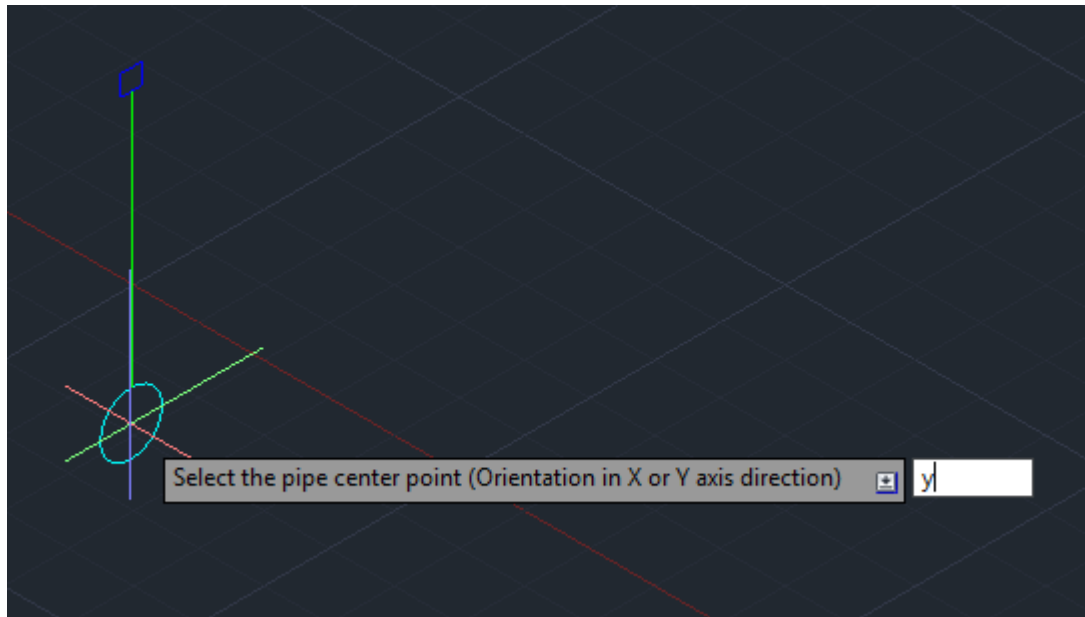 Select the pipe center point (Orientation in X or Y axis direction) y